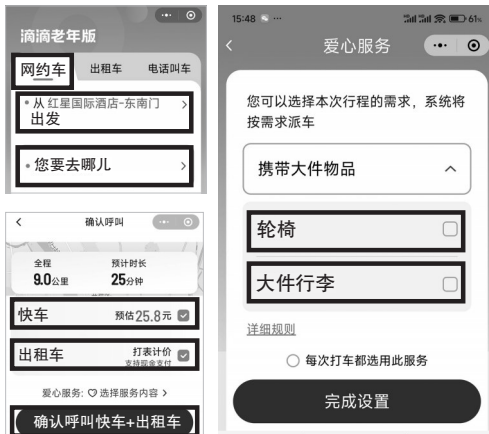 滴滴老年版
网约车 出租车 电话叫车
从 红星国际酒店-东南门
出发
您要去哪儿
确认呼叫
全程 预计时长
9.0公里 25分钟
快车 预估25.8元
出租车 打表计价
支持现金支付
爱心服务: 选择服务内容
确认呼叫快车+出租车
15:48 61%
爱心服务
您可以选择本次行程的需求，系统将
按需求派车
携带大件物品
轮椅
大件行李
详细规则
每次打车都选用此服务
完成设置